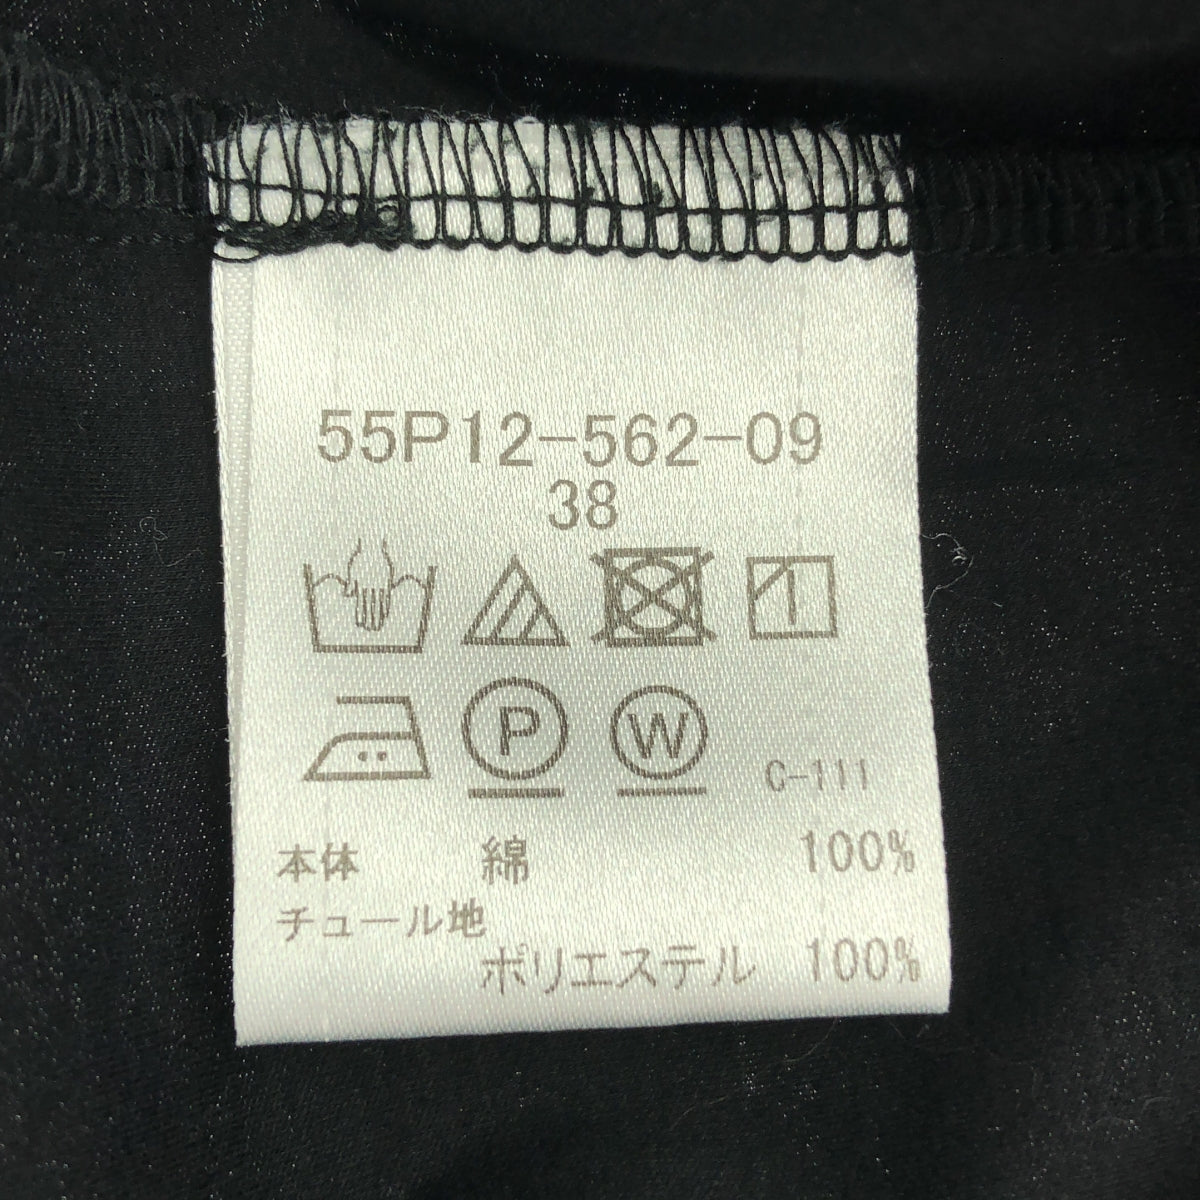 55P12-562-09
38
P W C-111
本体 綿 100%
チュール地
ポリエステル 100%